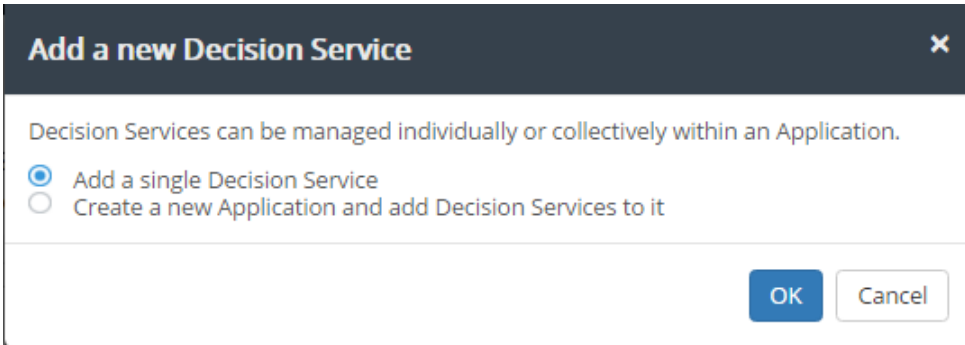 Add a new Decision Service
Decision Services can be managed individually or collectively within an Application.
Add a single Decision Service
Create a new Application and add Decision Services to it
OK
Cancel